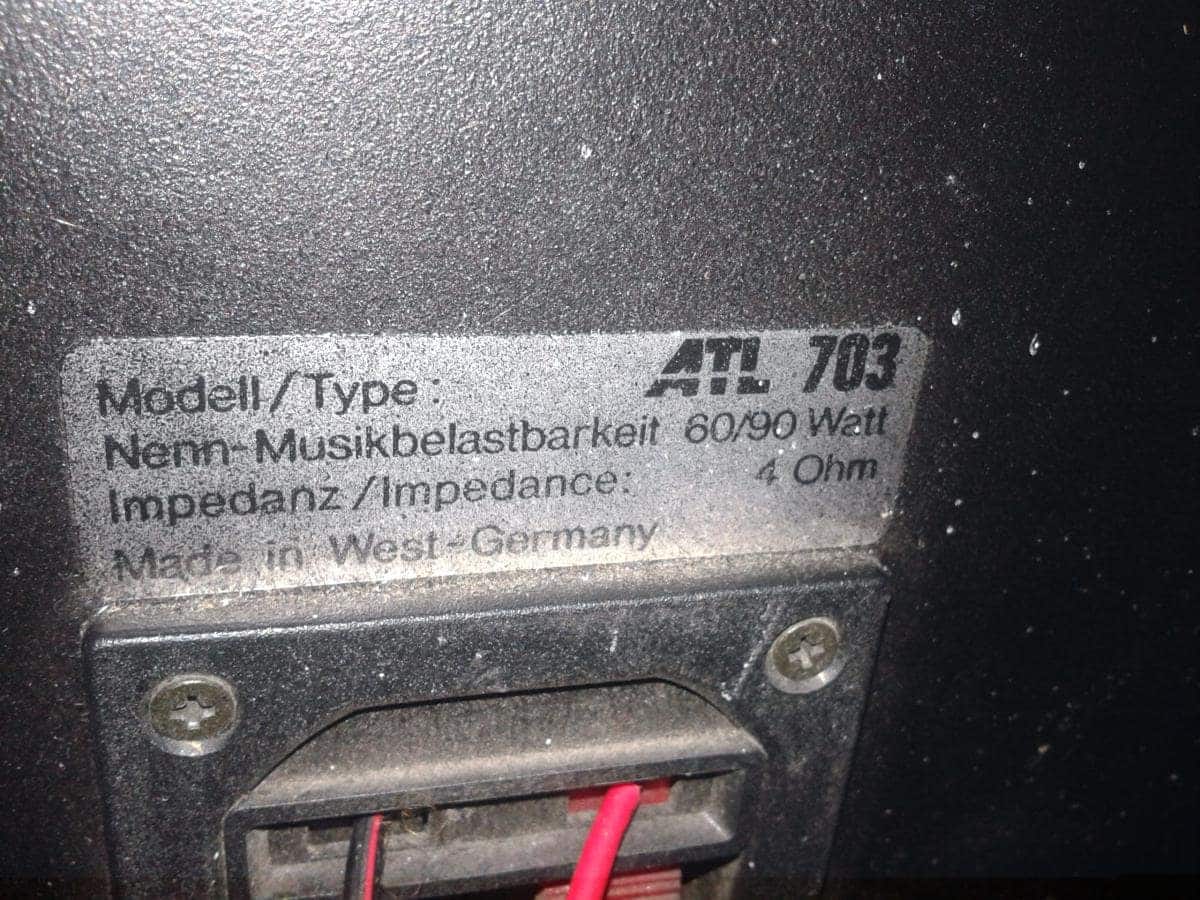 Modell/Type: ATL 703
Nenn-Musikbelastbarkeit 60/90 Watt
Impedanz/Impedance: 4 Ohm
Made in West-Germany